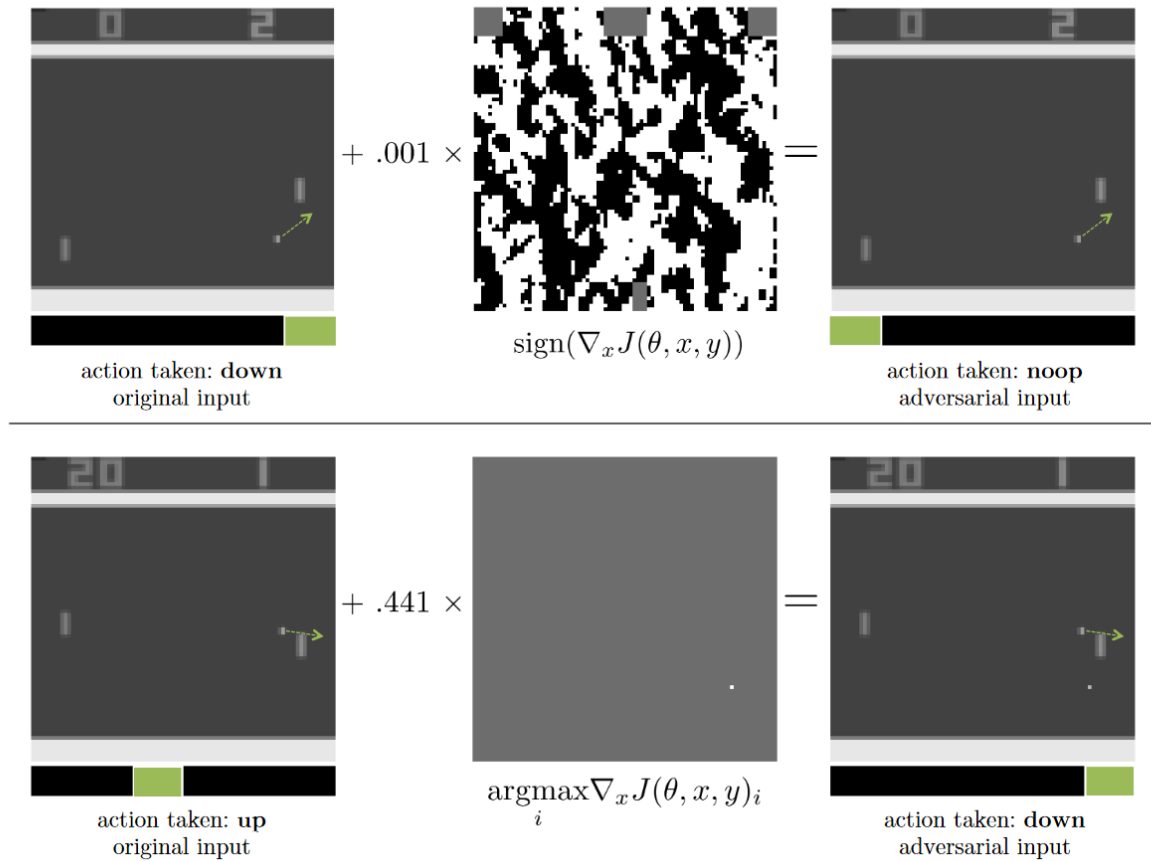 0 2
+ .001 ×
=
0 2
sign(∇ₓJ(θ, x, y))
action taken: down
original input
action taken: noop
adversarial input
20 1
+ .441 ×
=
20 1
argmax∇ₓJ(θ, x, y)ᵢ
i
action taken: up
original input
action taken: down
adversarial input